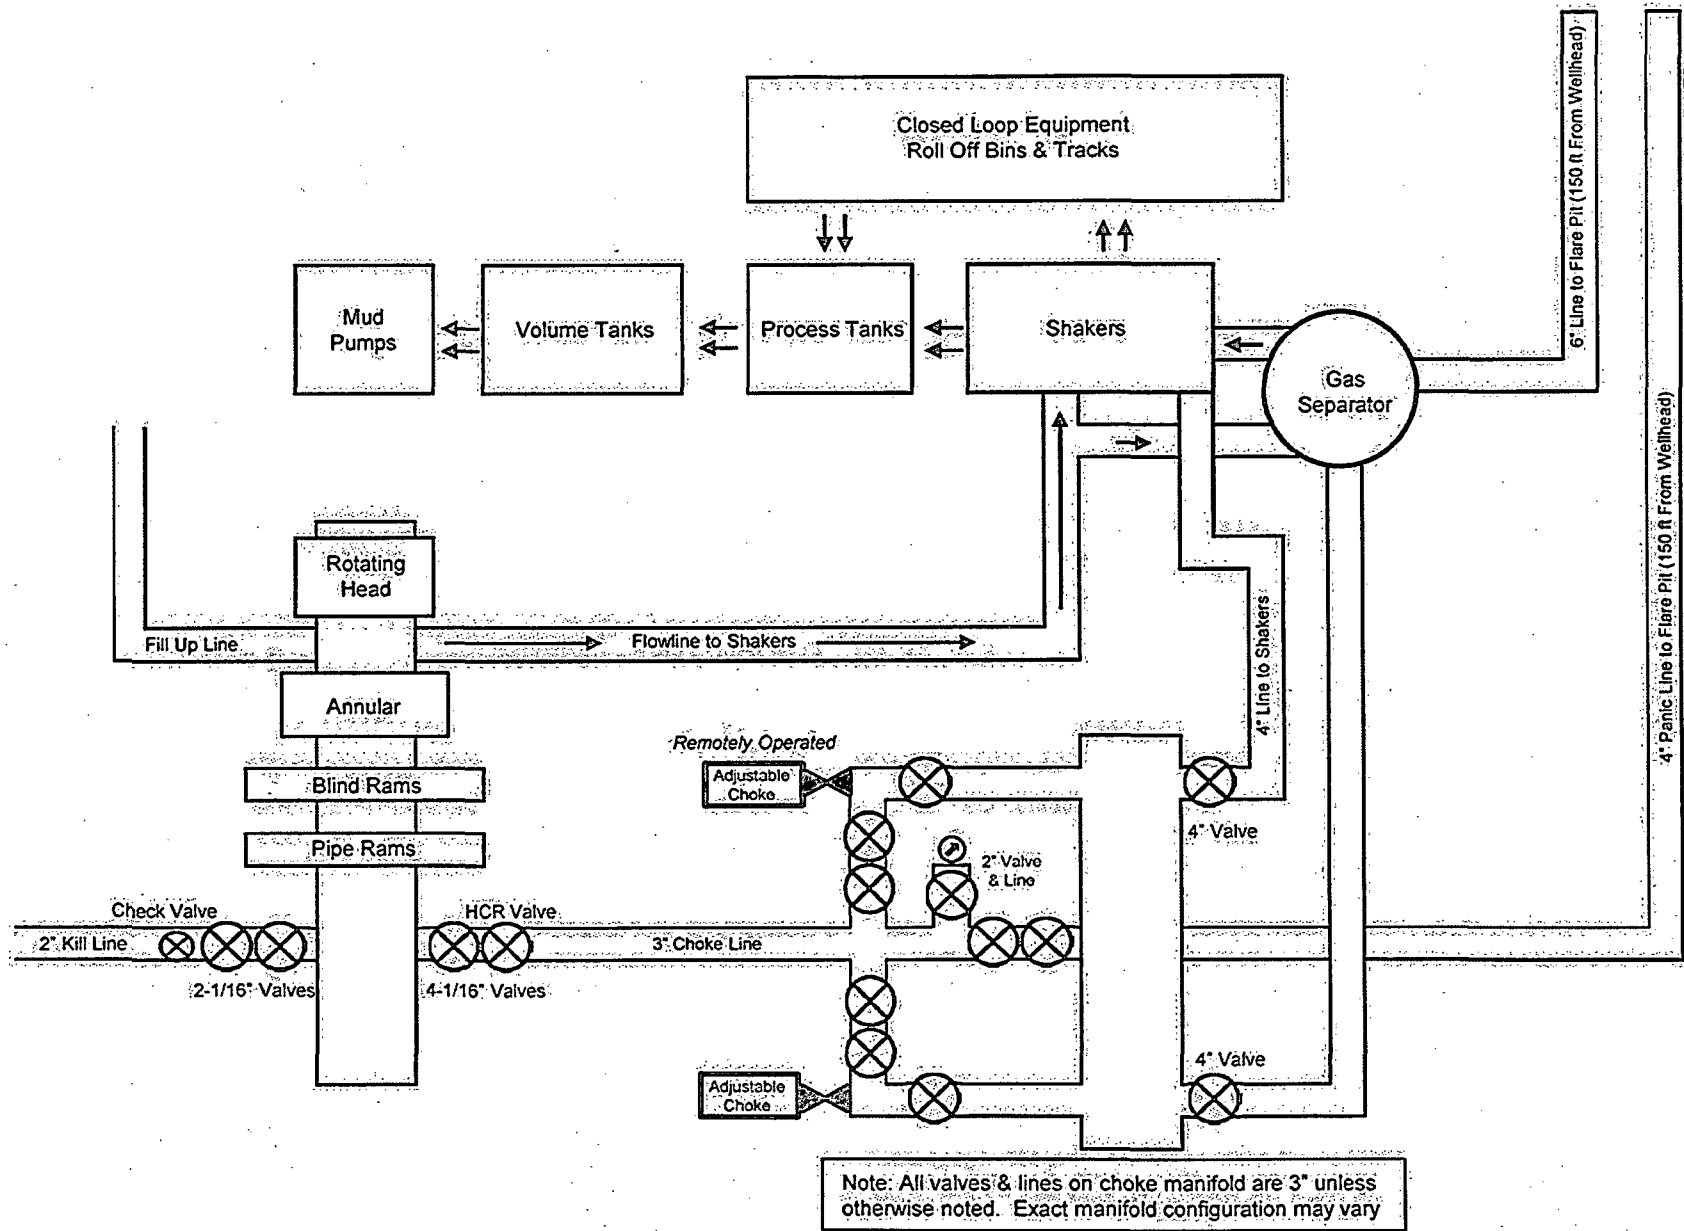 Closed Loop Equipment
Roll Off Bins & Tracks
6" Line to Flare Pit (150 ft From Wellhead)
4" Panic Line to Flare Pit (150 ft From Wellhead)
Mud
Pumps
Volume Tanks
Process Tanks
Shakers
Gas
Separator
Rotating
Head
Fill Up Line
Flowline to Shakers
4" Line to Shakers
Annular
Remotely Operated
Adjustable
Choke
Blind Rams
4" Valve
Pipe Rams
2" Valve
& Line
Check Valve
HCR Valve
2" Kill Line
3" Choke Line
2-1/16" Valves
4-1/16" Valves
4" Valve
Adjustable
Choke
Note: All valves & lines on choke manifold are 3" unless
otherwise noted. Exact manifold configuration may vary